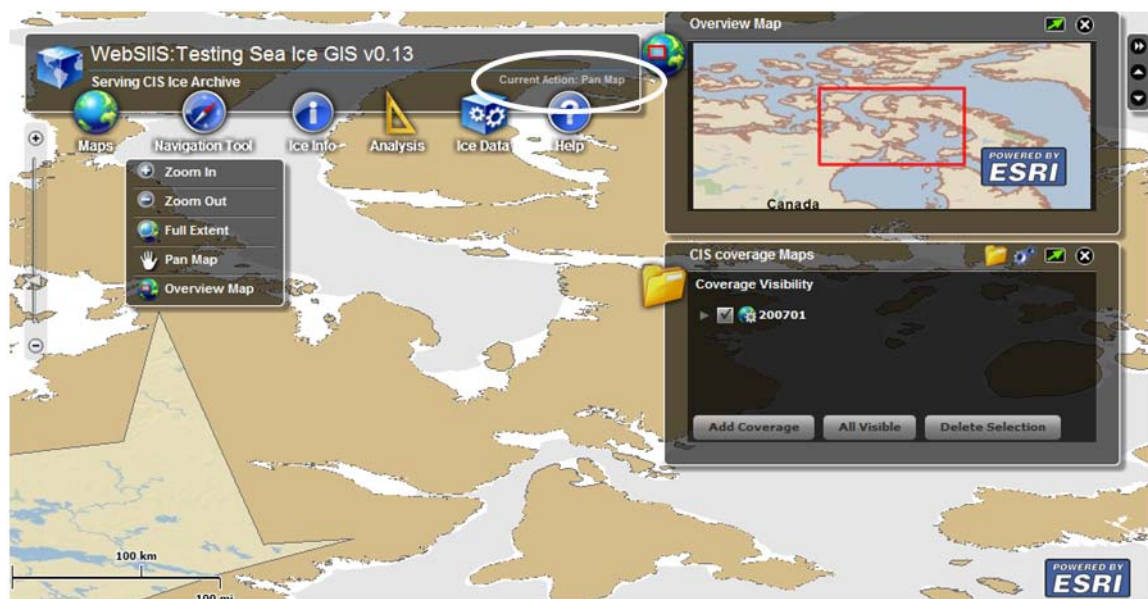 WebSIIS:Testing Sea Ice GIS v0.13
Serving CIS Ice Archive
Current Action: Pan Map
Maps
Navigation Tool
Ice Info
Analysis
Ice Data
Help
Zoom In
Zoom Out
Full Extent
Pan Map
Overview Map
Overview Map
Canada
POWERED BY
ESRI
CIS coverage Maps
Coverage Visibility
200701
Add Coverage
All Visible
Delete Selection
100 km
100 mi
POWERED BY
ESRI